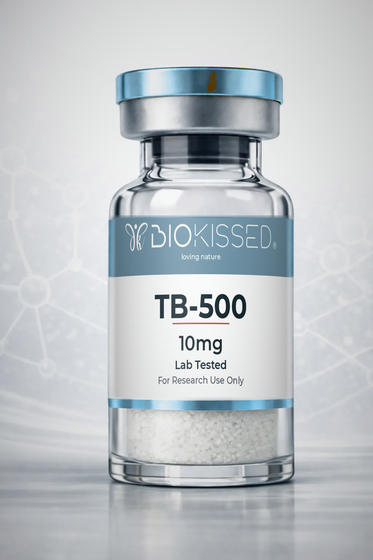 BIOKISSED®
loving nature
TB-500
10mg
Lab Tested
For Research Use Only